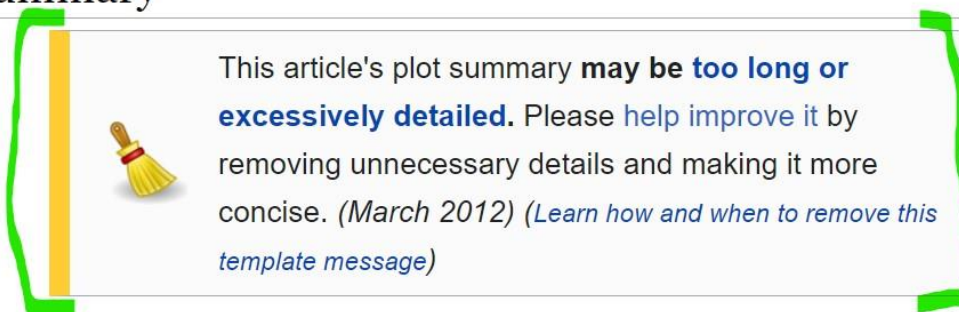 This article's plot summary may be too long or
excessively detailed. Please help improve it by
removing unnecessary details and making it more
concise. (March 2012) (Learn how and when to remove this
template message)